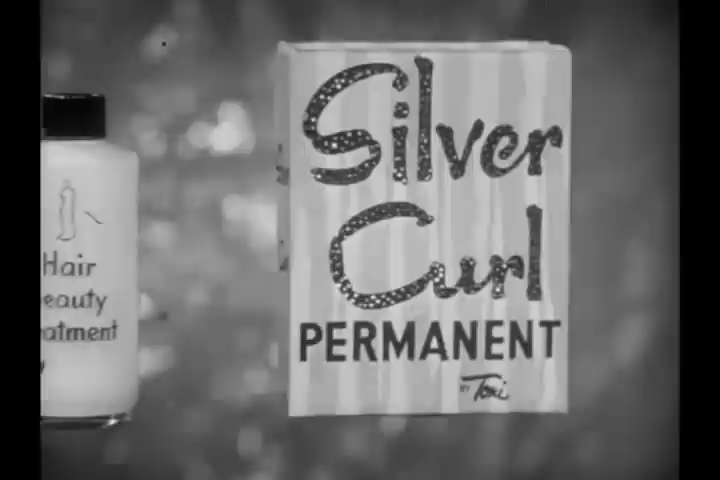 Hair
eauty
atment
Silver
Curl
PERMANENT
BY Toni